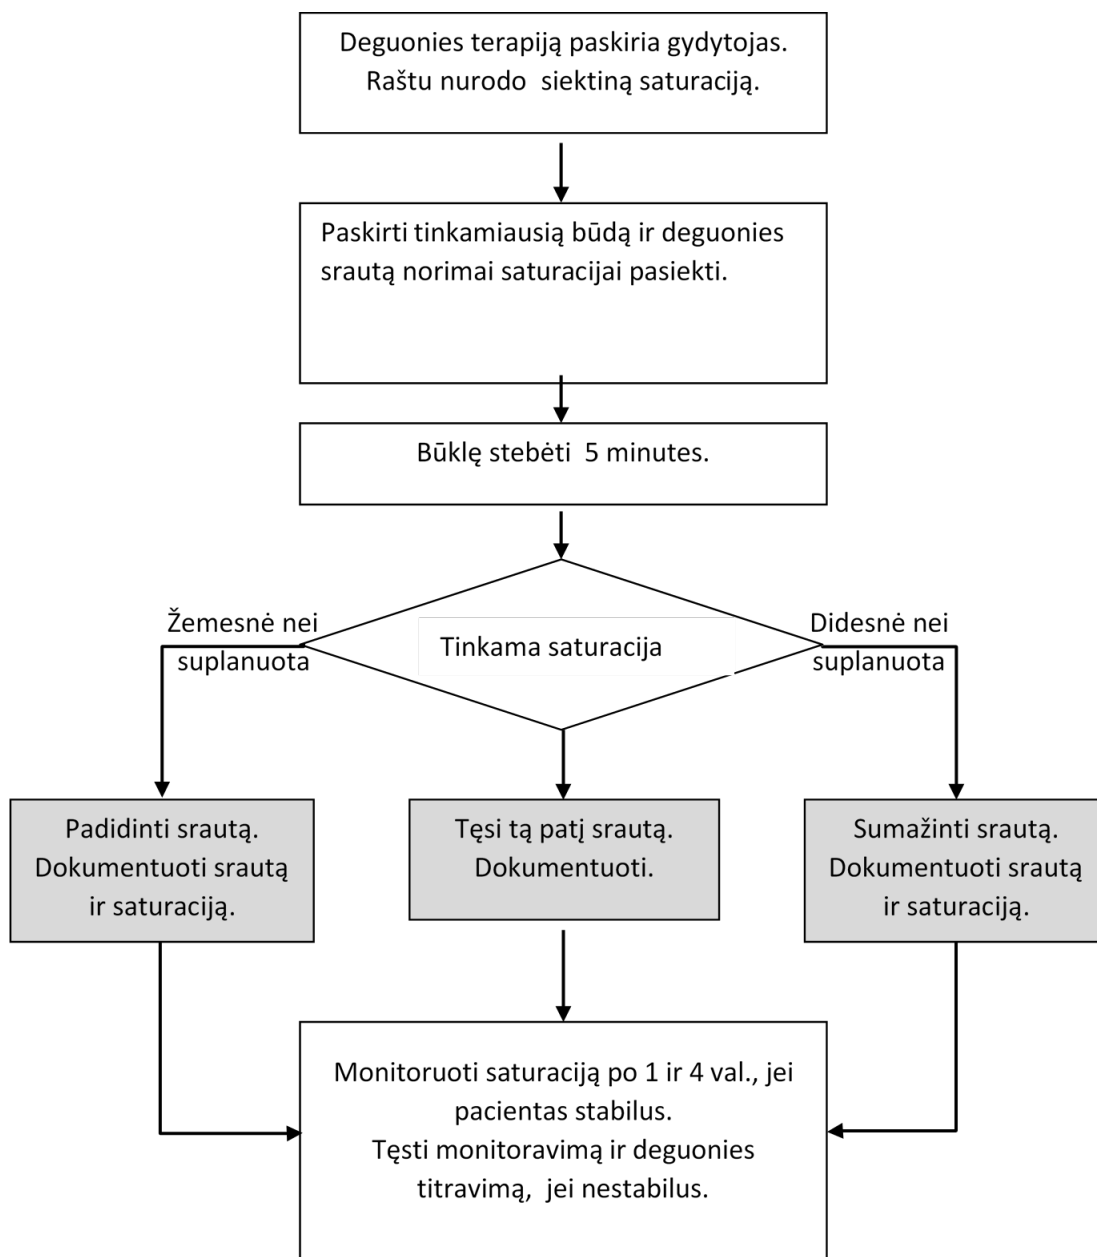 Deguonies terapiją paskiria gydytojas.
Raštu nurodo siektiną saturaciją.
Paskirti tinkamiausią būdą ir deguonies
srautą norimai saturacijai pasiekti.
Būklę stebėti 5 minutes.
Žemesnė nei
suplanuota
Tinkama saturacija
Didesnė nei
suplanuota
Padidinti srautą.
Dokumentuoti srautą
ir saturaciją.
Tęsi tą patį srautą.
Dokumentuoti.
Sumažinti srautą.
Dokumentuoti srautą
ir saturaciją.
Monitoruoti saturaciją po 1 ir 4 val., jei
pacientas stabilus.
Tęsti monitoravimą ir deguonies
titravimą, jei nestabilus.